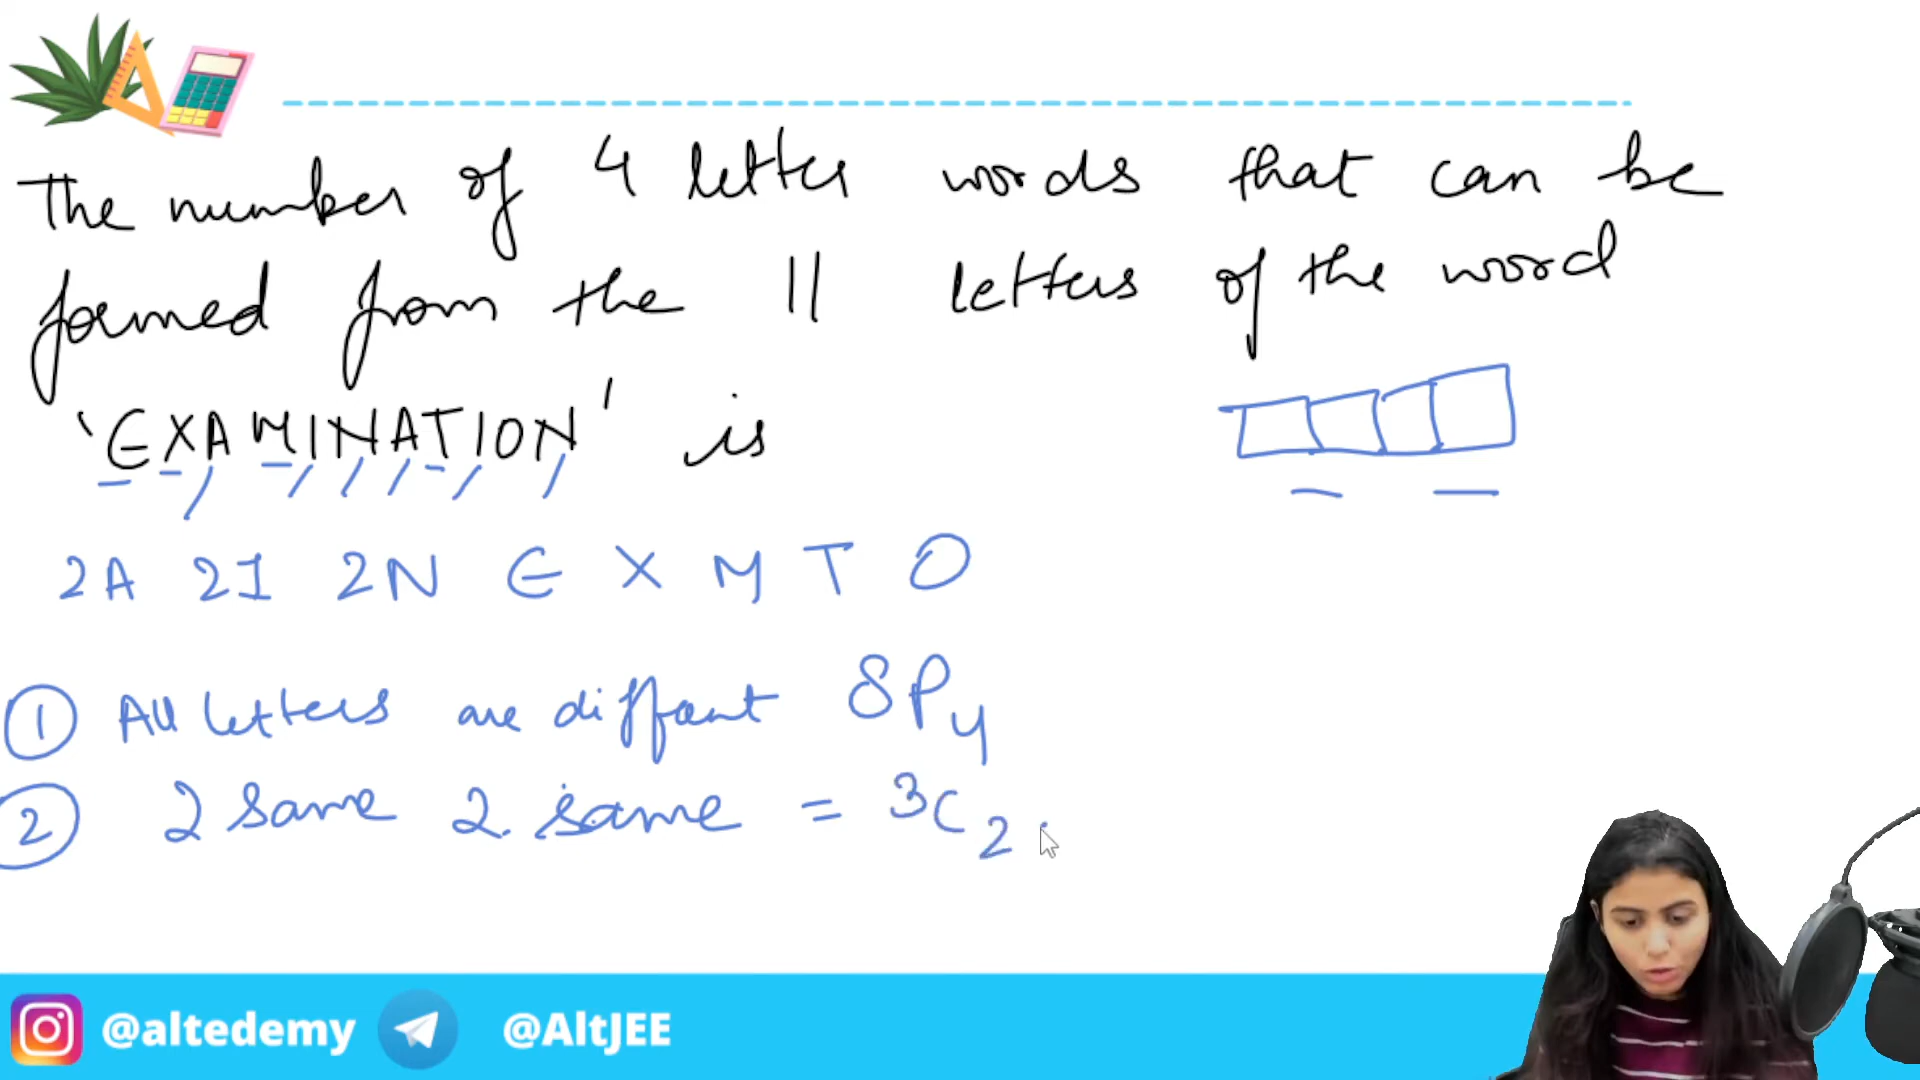 The number of 4 letter words that can be
formed from the 11 letters of the word
'EXAMINATION' is
2A 2I 2N E X M T O
1 All letters are different 8P4
2 2 same 2 same = 3C2 .
@altedemy @AltJEE